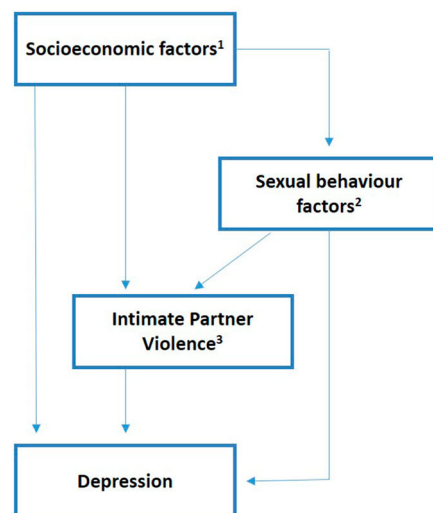 Socioeconomic factors¹
Sexual behaviour
factors²
Intimate Partner
Violence³
Depression